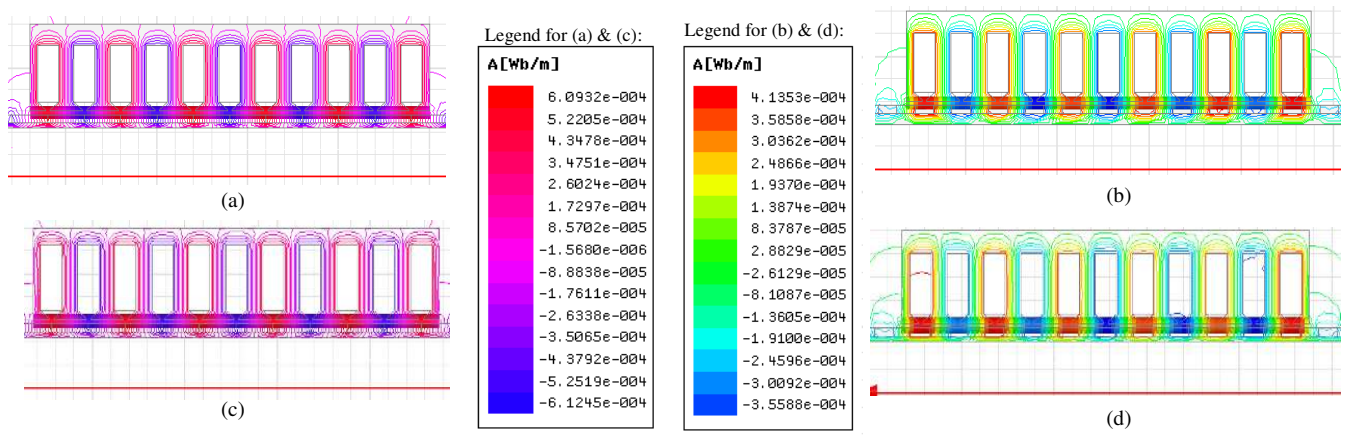 Legend for (a) & (c):
A[Wb/m]
6.0932e-004
5.2205e-004
4.3478e-004
3.4751e-004
2.6024e-004
1.7297e-004
8.5702e-005
-1.5680e-006
-8.8838e-005
-1.7611e-004
-2.6338e-004
-3.5065e-004
-4.3792e-004
-5.2519e-004
-6.1245e-004
Legend for (b) & (d):
A[Wb/m]
4.1353e-004
3.5858e-004
3.0362e-004
2.4866e-004
1.9370e-004
1.3874e-004
8.3787e-005
2.8829e-005
-2.6129e-005
-8.1087e-005
-1.3605e-004
-1.9100e-004
-2.4596e-004
-3.0092e-004
-3.5588e-004
(a)
(b)
(c)
(d)